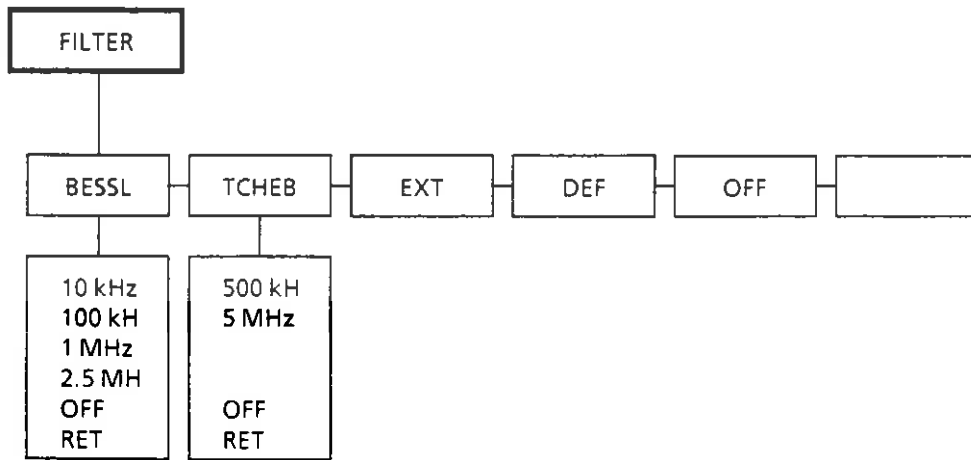 FILTER
BESSL
TCHEB
EXT
DEF
OFF
10 kHz
100 kH
1 MHz
2.5 MH
OFF
RET
500 kH
5 MHz
OFF
RET